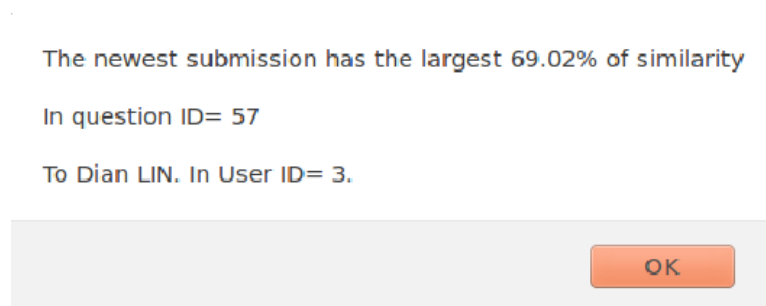 The newest submission has the largest 69.02% of similarity
In question ID= 57
To Dian LIN. In User ID= 3.
OK